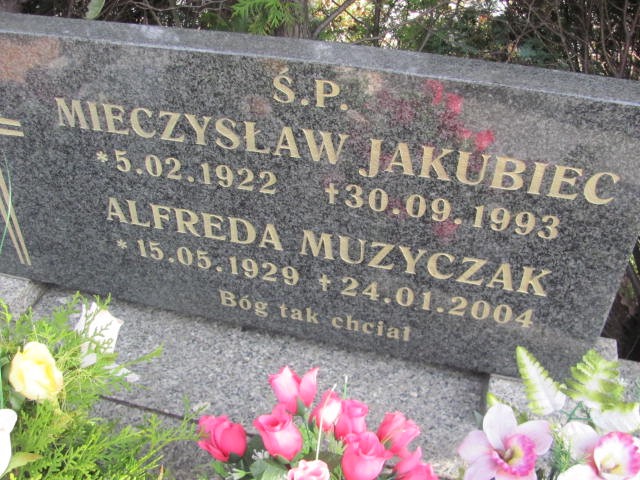 Ś.P.
MIECZYSŁAW JAKUBIEC
*5.02.1922 †30.09.1993
ALFREDA MUZYCZAK
*15.05.1929 †24.01.2004
Bóg tak chciał